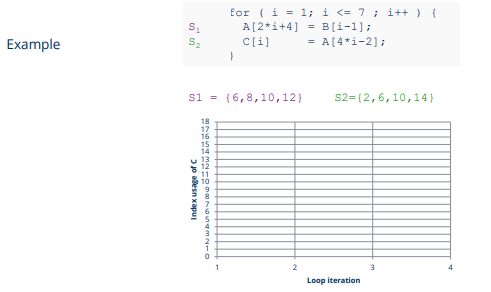 for ( i = 1; i <= 7 ; i++ ) {
S1 A[2*i+4] = B[i-1];
S2 C[i] = A[4*i-2];
}
Example
S1 = {6,8,10,12} S2={2,6,10,14}
18
17
16
15
14
13
12
11
10
9
8
7
6
5
4
3
2
1
0
Index usage of C
1 2 3 4
Loop iteration